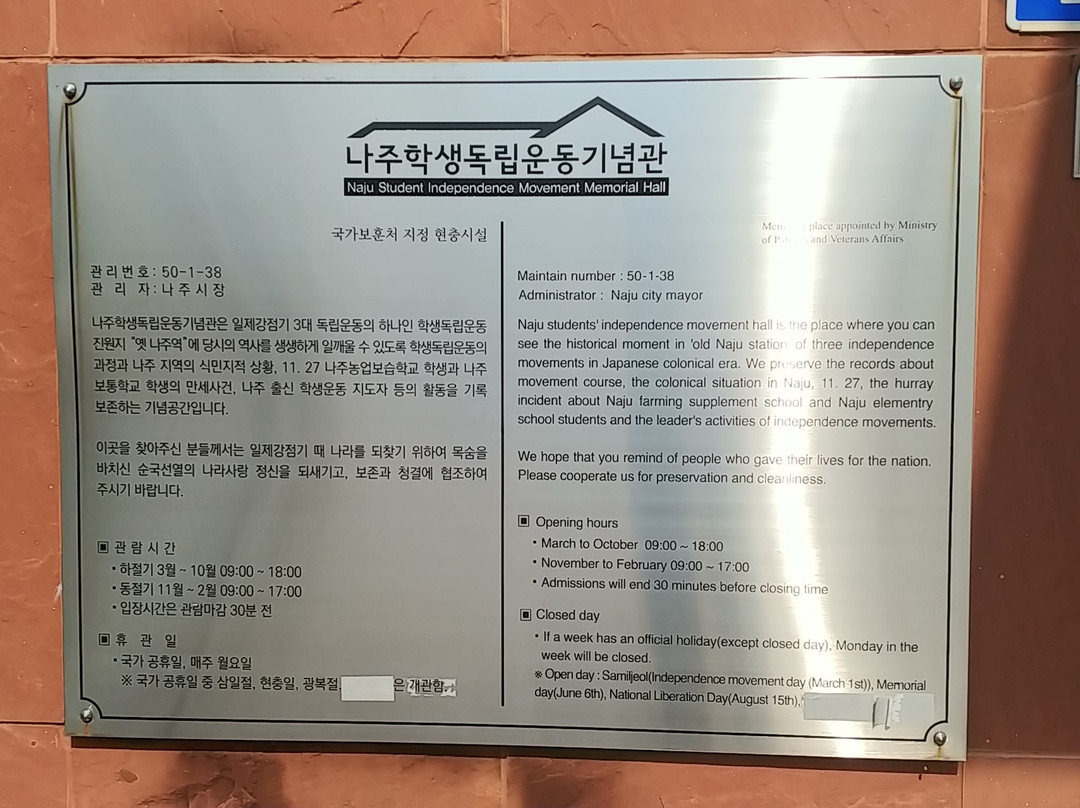 나주학생독립운동기념관
Naju Student Independence Movement Memorial Hall
국가보훈처 지정 현충시설
관리번호: 50-1-38
관 리 자: 나주시장
나주학생독립운동기념관은 일제강점기 3대 독립운동의 하나인 학생독립운동
진원지 "옛 나주역"에 당시의 역사를 생생하게 일깨울 수 있도록 학생독립운동의
과정과 나주 지역의 식민지적 상황, 11. 27 나주농업보습학교 학생과 나주
보통학교 학생의 만세사건, 나주 출신 학생운동 지도자 등의 활동을 기록
보존하는 기념공간입니다.
이곳을 찾아주신 분들께서는 일제강점기 때 나라를 되찾기 위하여 목숨을
바치신 순국선열의 나라사랑 정신을 되새기고, 보존과 청결에 협조하여
주시기 바랍니다.
▣ 관람시간
• 하절기 3월 ~ 10월 09:00 ~ 18:00
• 동절기 11월 ~ 2월 09:00 ~ 17:00
• 입장시간은 관람마감 30분 전
▣ 휴 관 일
• 국가 공휴일, 매주 월요일
※ 국가 공휴일 중 삼일절, 현충일, 광복절, 은 개관함.
place appointed by Ministry
of and Veterans Affairs
Maintain number : 50-1-38
Administrator : Naju city mayor
Naju students' independence movement hall is the place where you can
see the historical moment in 'old Naju station' of three independence
movements in Japanese colonial era. We preserve the records about
movement course, the colonial situation in Naju, 11. 27, the hurray
incident about Naju farming supplement school and Naju elementry
school students and the leader's activities of independence movements.
We hope that you remind of people who gave their lives for the nation.
Please cooperate us for preservation and cleanliness.
▣ Opening hours
• March to October 09:00 ~ 18:00
• November to February 09:00 ~ 17:00
• Admissions will end 30 minutes before closing time
▣ Closed day
• If a week has an official holiday(except closed day), Monday in the
week will be closed.
※ Open day : Samiljeol(Independence movement day (March 1st)), Memorial
day(June 6th), National Liberation Day(August 15th),